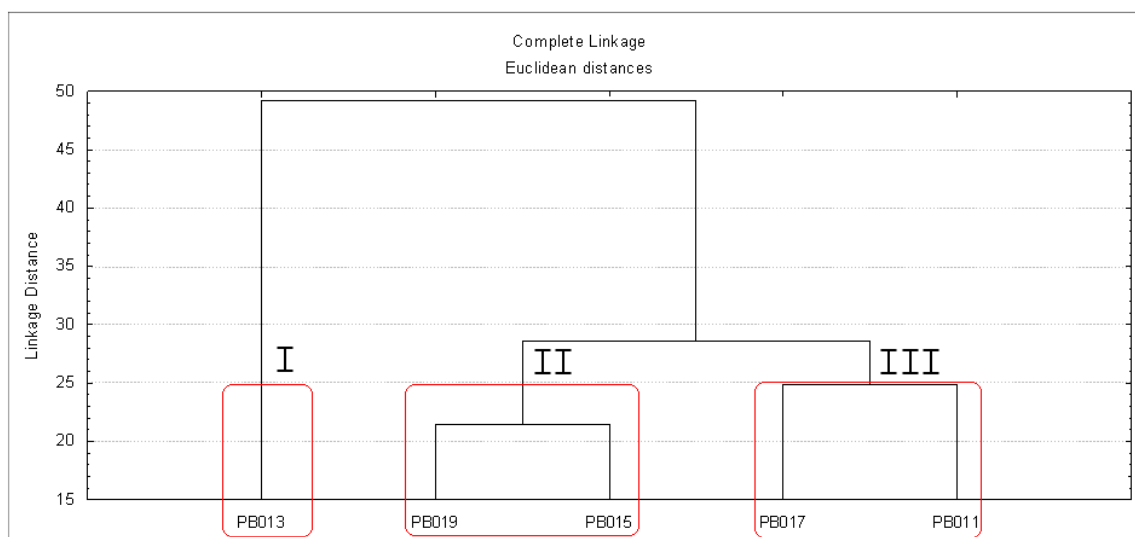 Complete Linkage
Euclidean distances
Linkage Distance
50
45
40
35
30
25
20
15
I
II
III
PB013
PB019
PB015
PB017
PB011